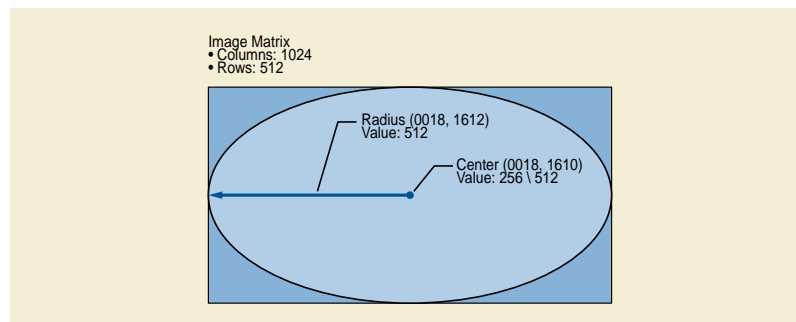 Image Matrix
• Columns: 1024
• Rows: 512
Radius (0018, 1612)
Value: 512
Center (0018, 1610)
Value: 256 \ 512